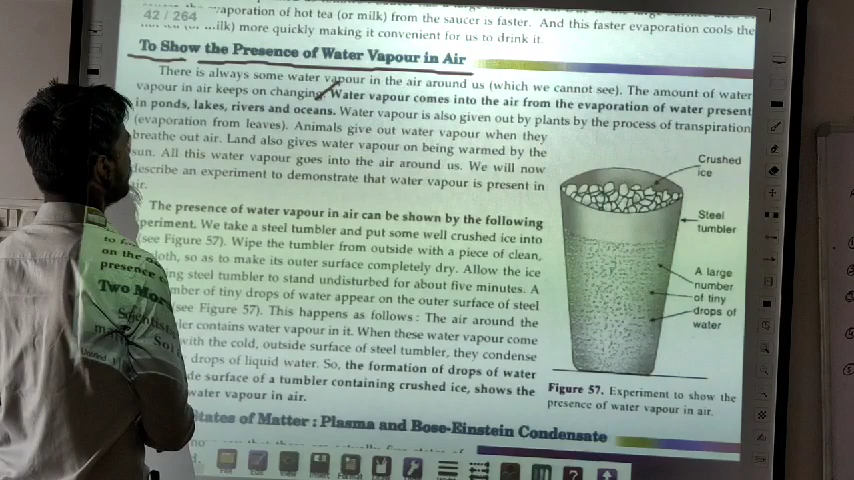 42 / 264
vaporation of hot tea (or milk) from the saucer is faster. And this faster evaporation cools the
milk) more quickly making it convenient for us to drink it.
To Show the Presence of Water Vapour in Air
There is always some water vapour in the air around us (which we cannot see). The amount of water
vapour in air keeps on changing. Water vapour comes into the air from the evaporation of water present
in ponds, lakes, rivers and oceans. Water vapour is also given out by plants by the process of transpiration
(evaporation from leaves). Animals give out water vapour when they
breathe out air. Land also gives water vapour on being warmed by the
sun. All this water vapour goes into the air around us. We will now
describe an experiment to demonstrate that water vapour is present in
air.
The presence of water vapour in air can be shown by the following
periment. We take a steel tumbler and put some well crushed ice into
(see Figure 57). Wipe the tumbler from outside with a piece of clean,
loth, so as to make its outer surface completely dry. Allow the ice
ing steel tumbler to stand undisturbed for about five minutes. A
mber of tiny drops of water appear on the outer surface of steel
see Figure 57). This happens as follows : The air around the
ler contains water vapour in it. When these water vapour come
with the cold, outside surface of steel tumbler, they condense
drops of liquid water. So, the formation of drops of water
de surface of a tumbler containing crushed ice, shows the
water vapour in air.
Crushed
ice
Steel
tumbler
A large
number
of tiny
drops of
water
Figure 57. Experiment to show the
presence of water vapour in air.
on the
presence
Two Mor
Scientist
States of Matter : Plasma and Bose-Einstein Condensate